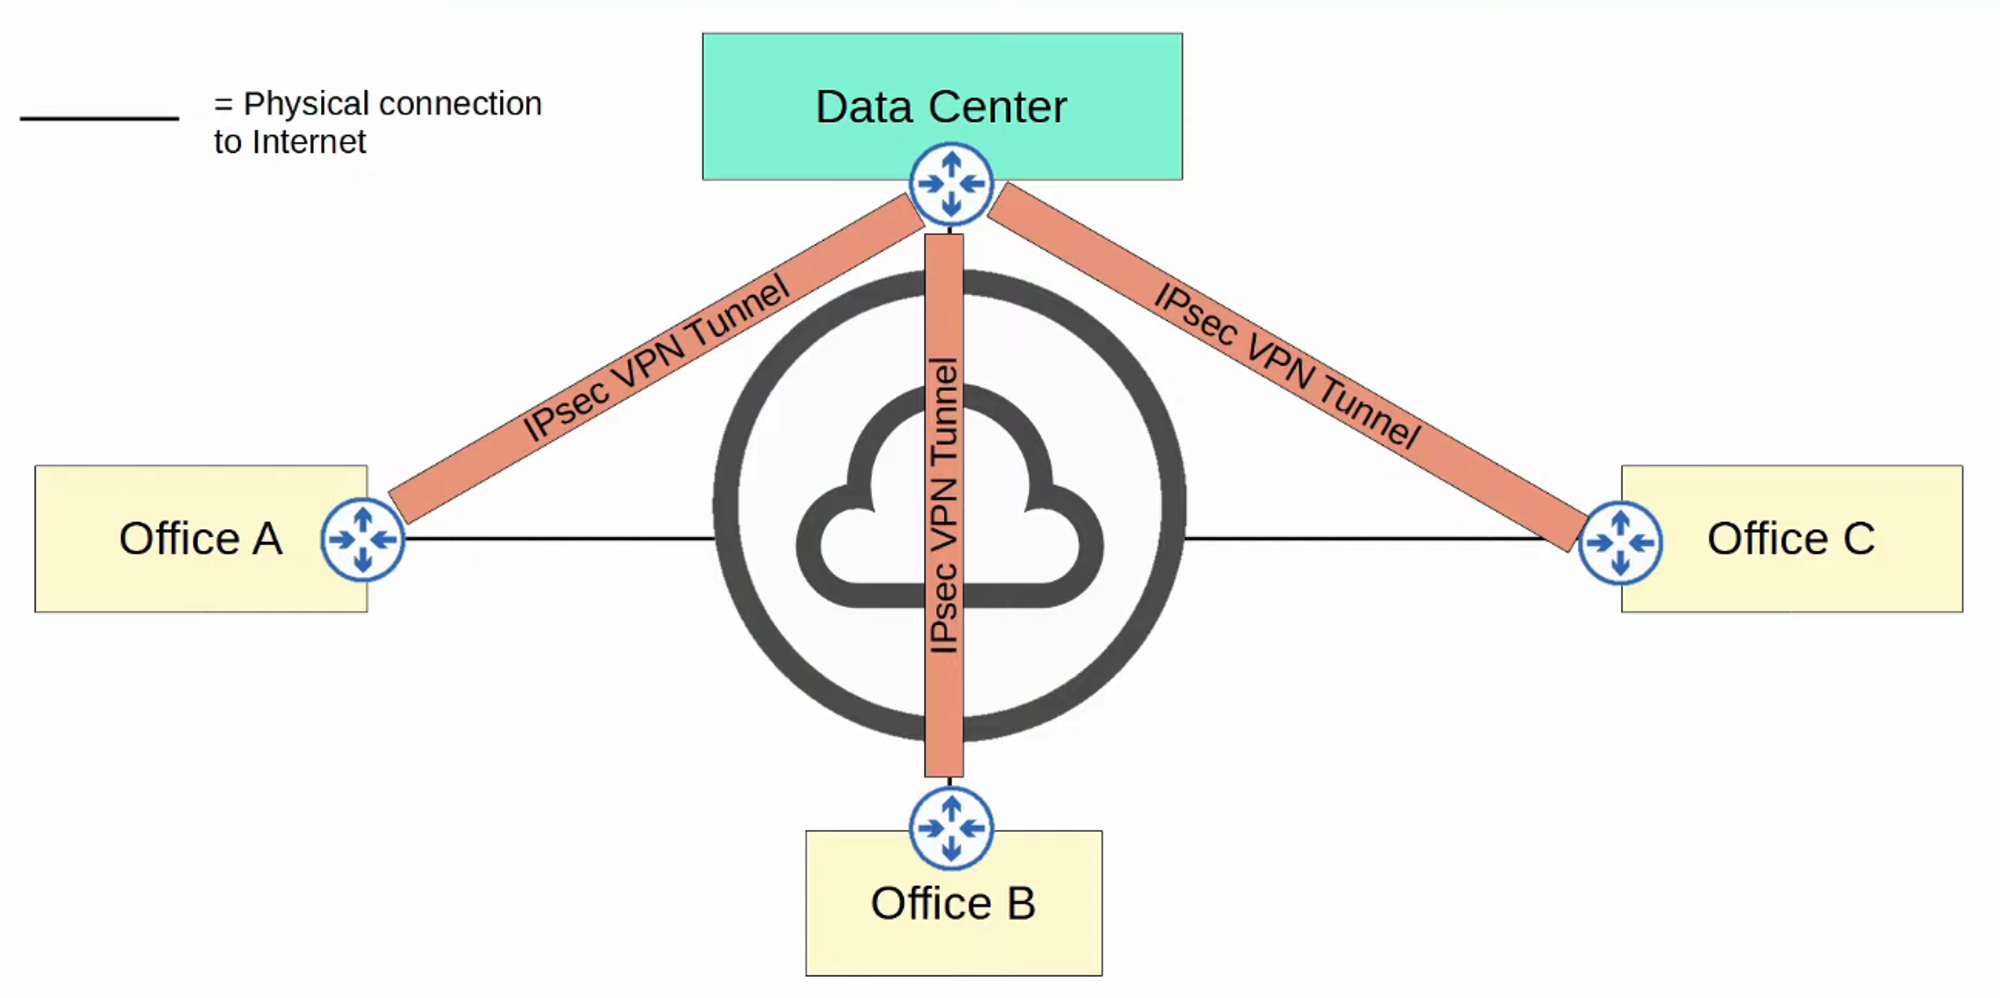 = Physical connection
to Internet
Data Center
IPsec VPN Tunnel
IPsec VPN Tunnel
IPsec VPN Tunnel
Office A
Office C
Office B